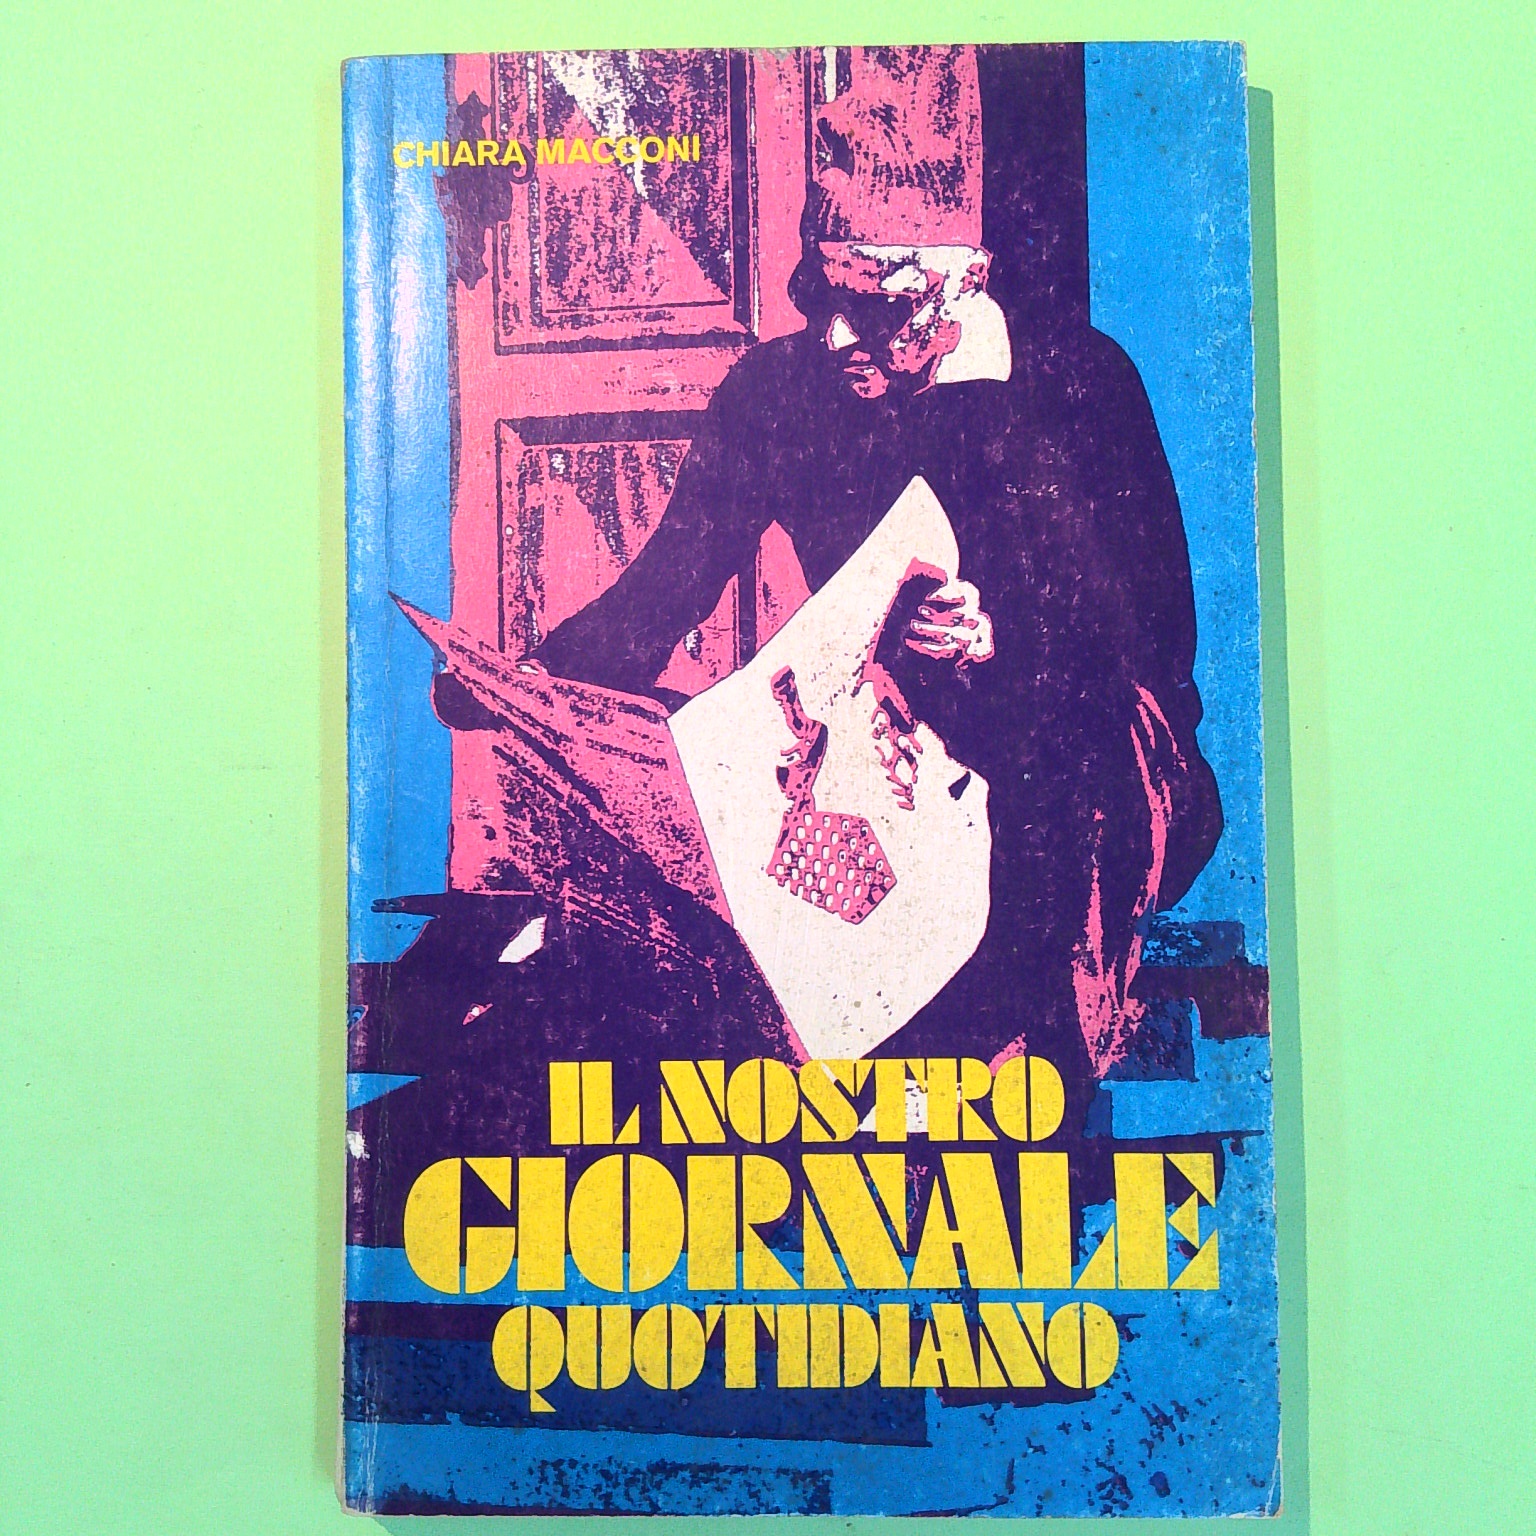 CHIARA MACCONI
IL NOSTRO
GIORNALE
QUOTIDIANO